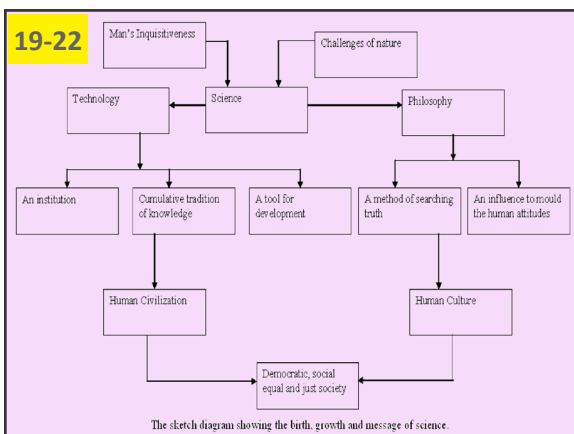 19-22
Man's Inquisitiveness
Challenges of nature
Technology
Science
Philosophy
An institution
Cumulative tradition
of knowledge
A tool for
development
A method of searching
truth
An influence to mould
the human attitudes
Human Civilization
Human Culture
Democratic, social
equal and just society
The sketch diagram showing the birth, growth and message of science.